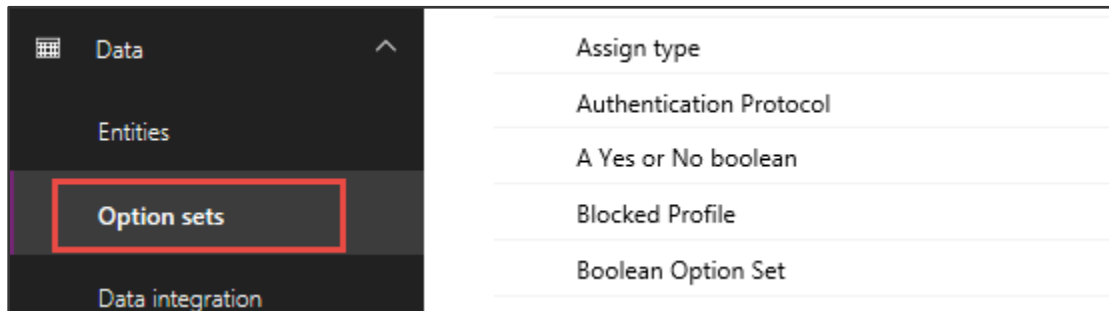 Data
Entities
Option sets
Data integration
Assign type
Authentication Protocol
A Yes or No boolean
Blocked Profile
Boolean Option Set